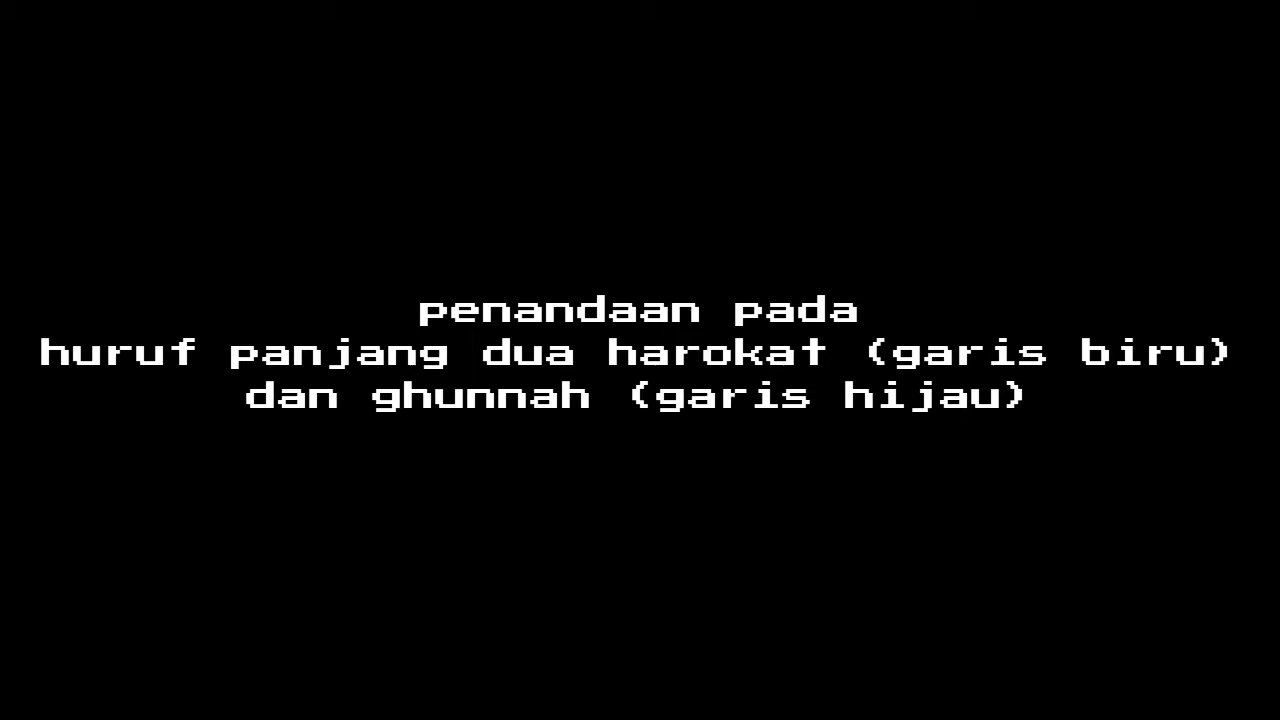 penandaan pada
huruf panjang dua harokat (garis biru)
dan ghunnah (garis hijau)